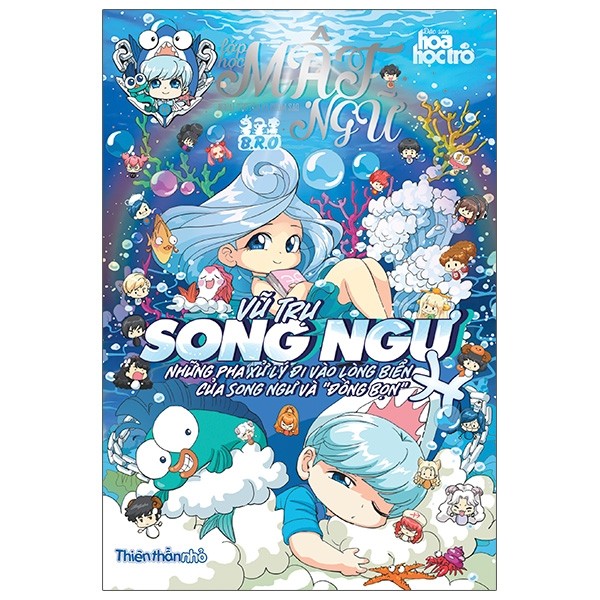 Đặc san
hoa
học trò
Lớp
học
MẬT
NGỮ
B.R.O
VŨ TRỤ
SONG NGƯ
NHỮNG PHA XỬ LÝ ĐI VÀO LÒNG BIỂN
CỦA SONG NGƯ VÀ "ĐỒNG BỌN"
Thiên thần nhỏ